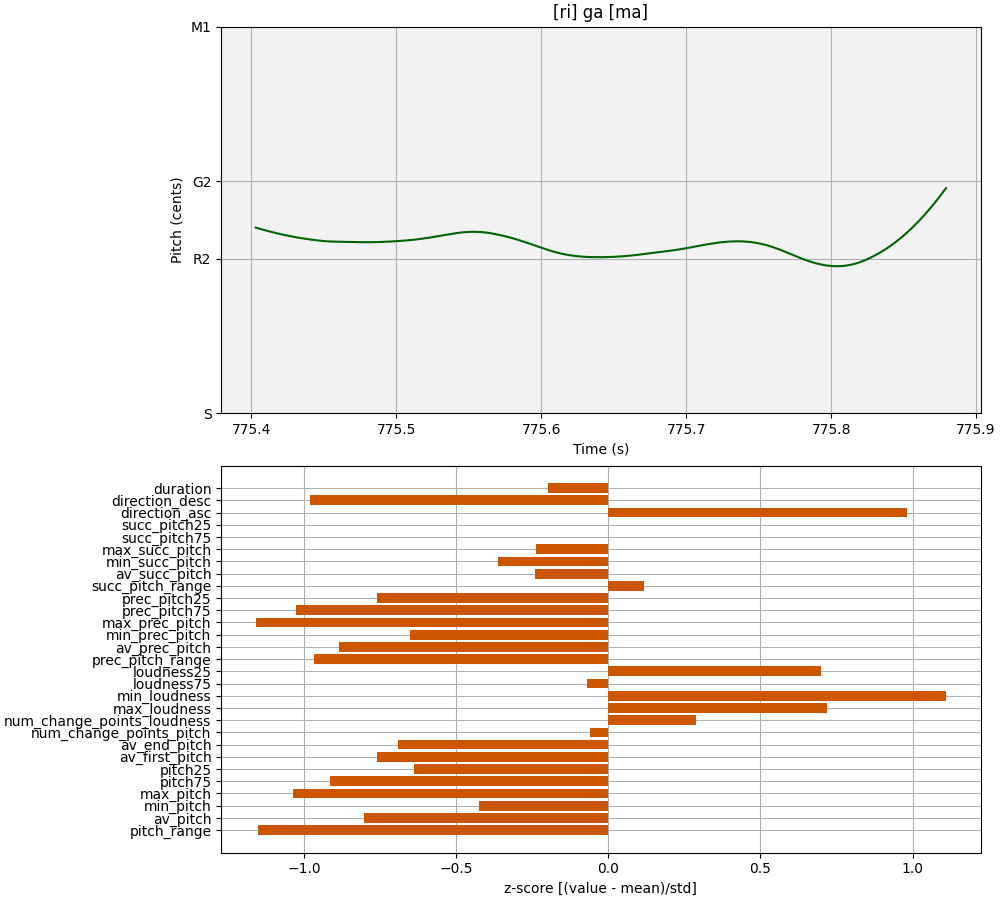 [ri] ga [ma]
M1
G2
R2
S
Pitch (cents)
775.4 775.5 775.6 775.7 775.8 775.9
Time (s)
duration
direction_desc
direction_asc
succ_pitch25
succ_pitch75
max_succ_pitch
min_succ_pitch
av_succ_pitch
succ_pitch_range
prec_pitch25
prec_pitch75
max_prec_pitch
min_prec_pitch
av_prec_pitch
prec_pitch_range
loudness25
loudness75
min_loudness
max_loudness
num_change_points_loudness
num_change_points_pitch
av_end_pitch
av_first_pitch
pitch25
pitch75
max_pitch
min_pitch
av_pitch
pitch_range
−1.0 −0.5 0.0 0.5 1.0
z-score [(value - mean)/std]